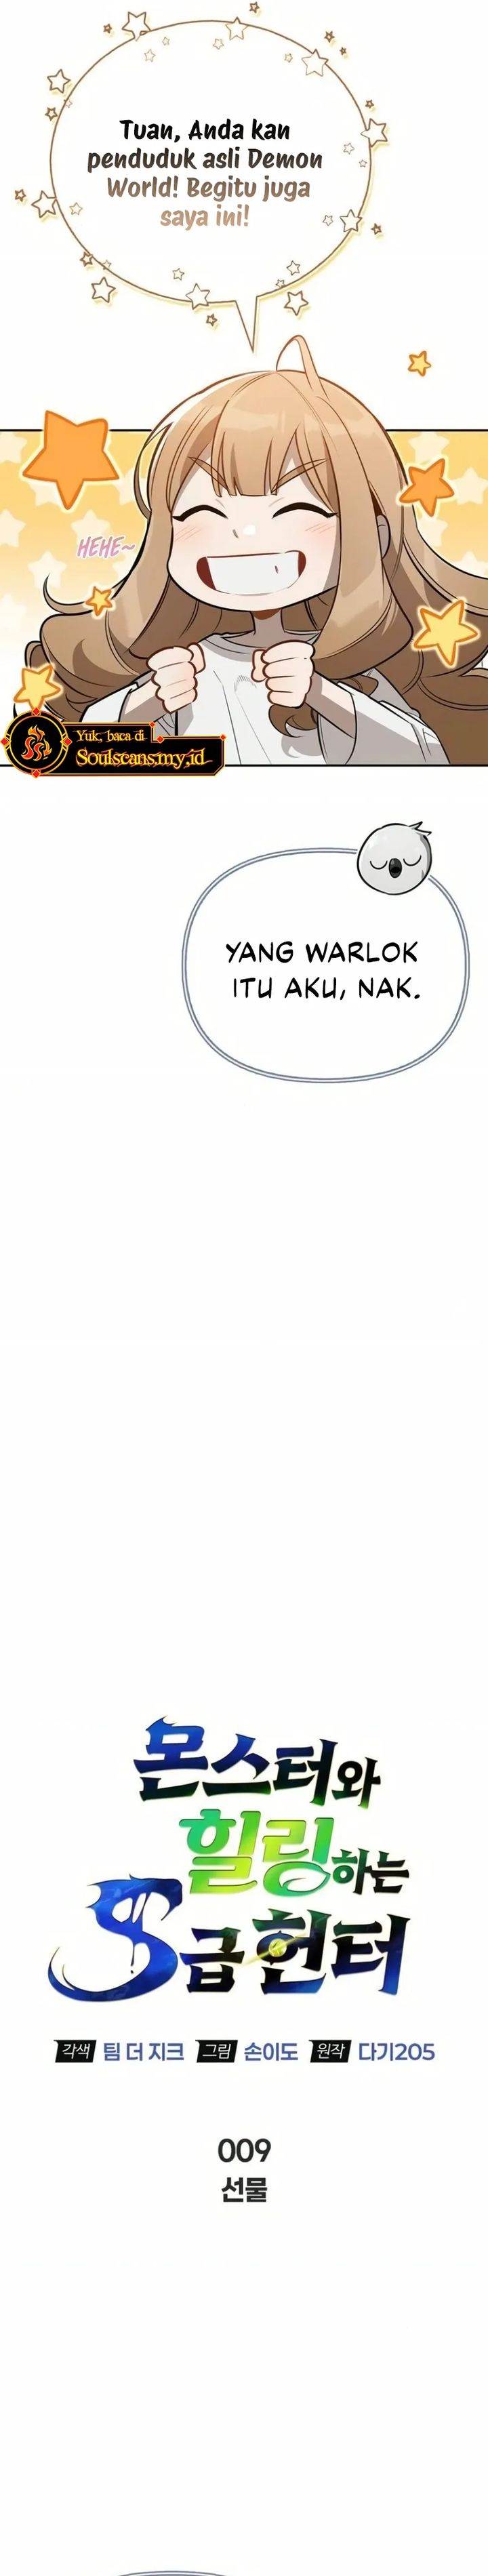 Tuan, Anda kan
penduduk asli Demon
World! Begitu juga
saya ini!
HEHE~
Yuk, baca di
Soulscans.my.id
YANG WARLOK
ITU AKU, NAK.
몬스터와
힐링하는
S급 헌터
각색 팀 더 지크 그림 손이도 원작 다기205
009
선물